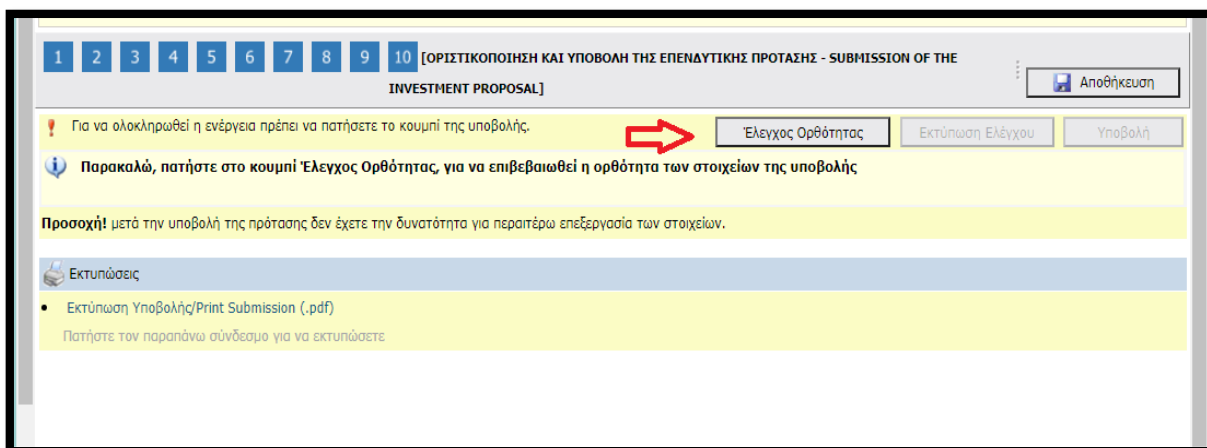 1 2 3 4 5 6 7 8 9 10 [ΟΡΙΣΤΙΚΟΠΟΙΗΣΗ ΚΑΙ ΥΠΟΒΟΛΗ ΤΗΣ ΕΠΕΝΔΥΤΙΚΗΣ ΠΡΟΤΑΣΗΣ - SUBMISSION OF THE
INVESTMENT PROPOSAL]
Αποθήκευση
Για να ολοκληρωθεί η ενέργεια πρέπει να πατήσετε το κουμπί της υποβολής.
Έλεγχος Ορθότητας Εκτύπωση Ελέγχου Υποβολή
Παρακαλώ, πατήστε στο κουμπί Έλεγχος Ορθότητας, για να επιβεβαιωθεί η ορθότητα των στοιχείων της υποβολής
Προσοχή! μετά την υποβολή της πρότασης δεν έχετε την δυνατότητα για περαιτέρω επεξεργασία των στοιχείων.
Εκτυπώσεις
• Εκτύπωση Υποβολής/Print Submission (.pdf)
Πατήστε τον παραπάνω σύνδεσμο για να εκτυπώσετε